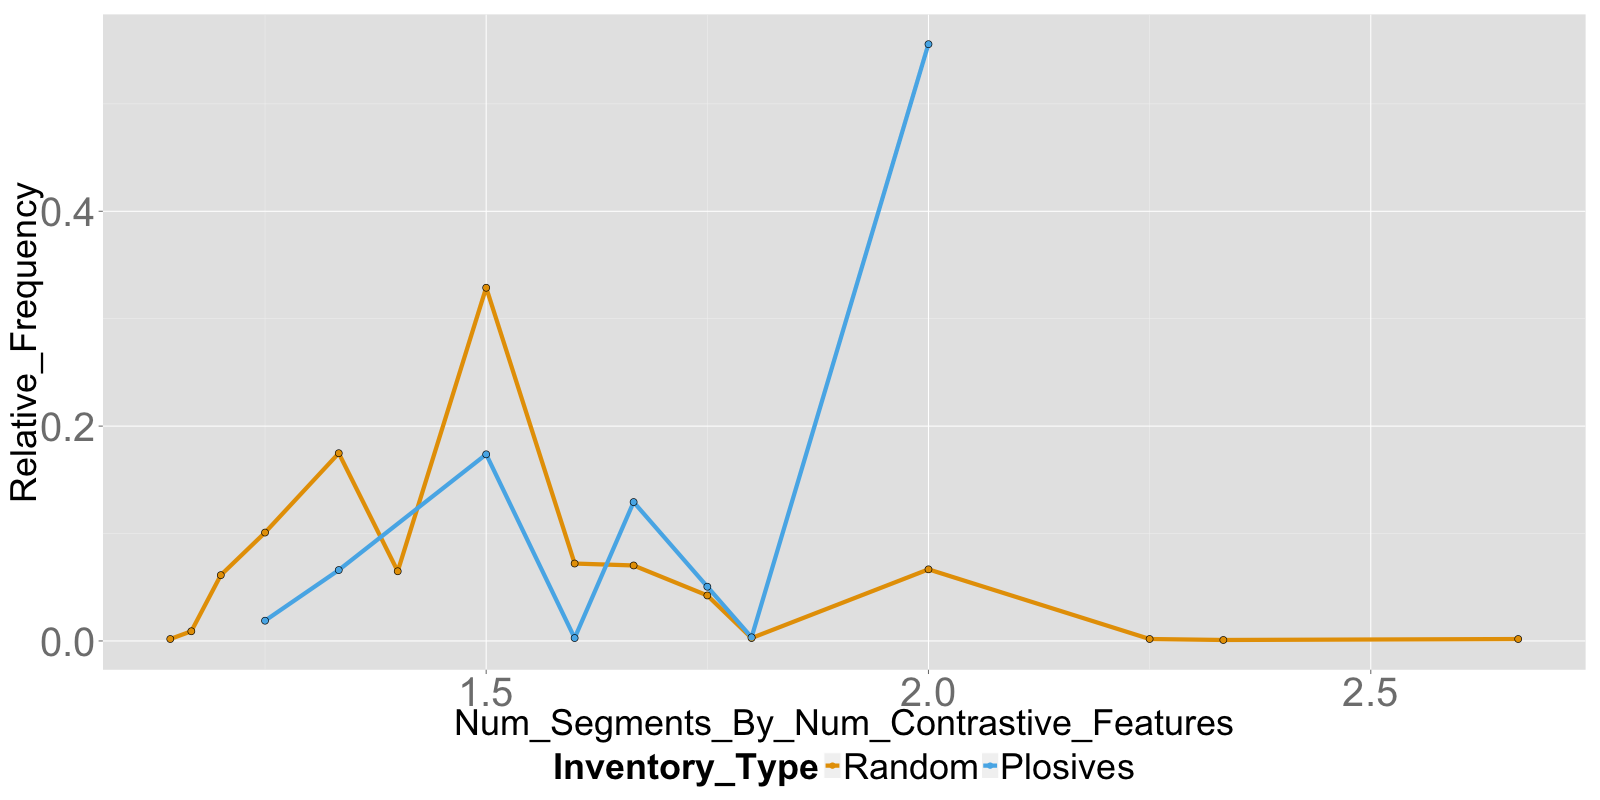 Relative_Frequency
0.4
0.2
0.0
1.5 2.0 2.5
Num_Segments_By_Num_Contrastive_Features
Inventory_Type Random Plosives